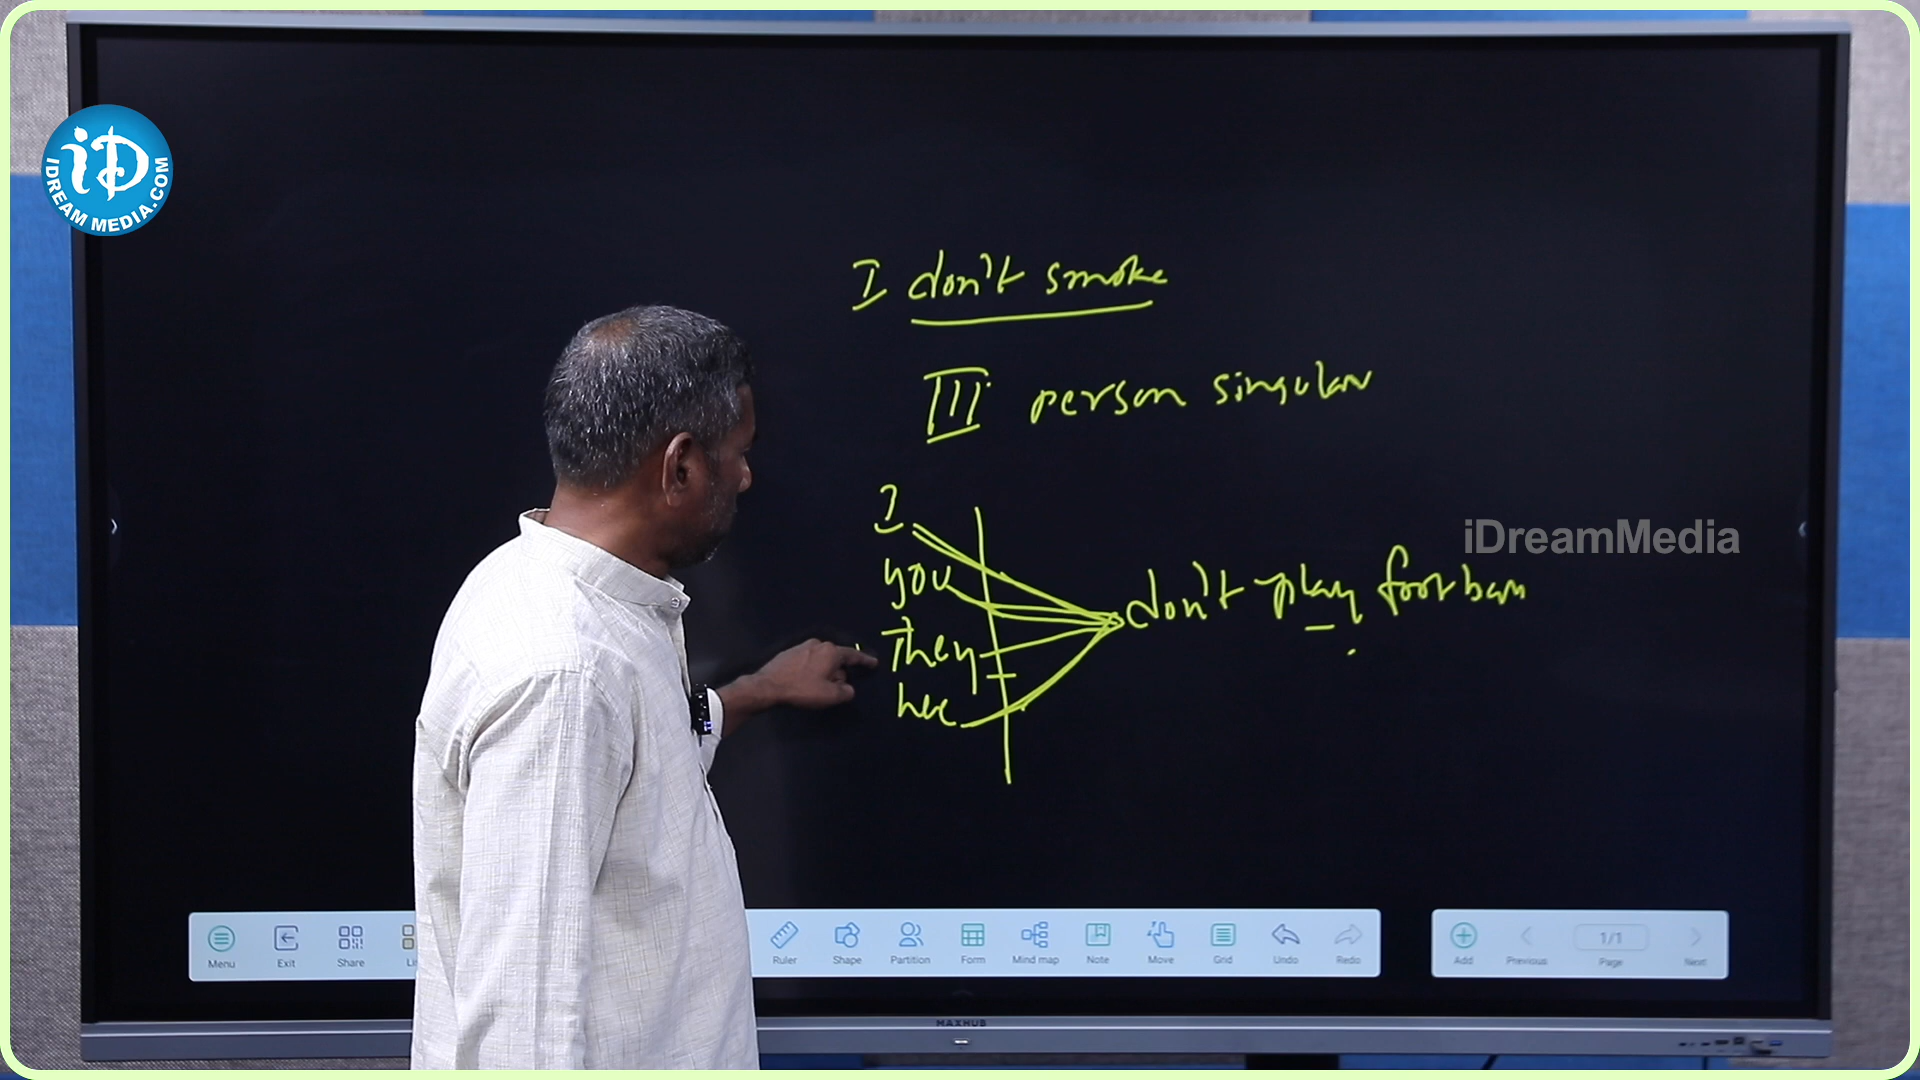 iD
IDREAM MEDIA.COM
I don't smoke
III person singular
iDreamMedia
I
you
They
don't play football
Menu
Exit
Share
Ruler
Shape
Partition
Form
Mind map
Note
Move
Grid
Undo
Redo
Add
Previous
1/1
Page
Next
MAXHUB